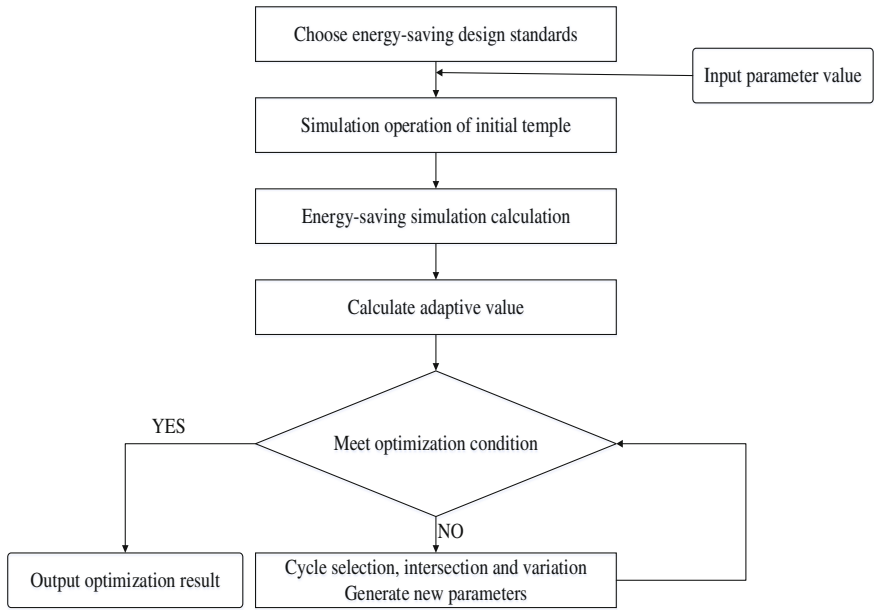 Choose energy-saving design standards
Input parameter value
Simulation operation of initial temple
Energy-saving simulation calculation
Calculate adaptive value
Meet optimization condition
YES
NO
Output optimization result
Cycle selection, intersection and variation
Generate new parameters